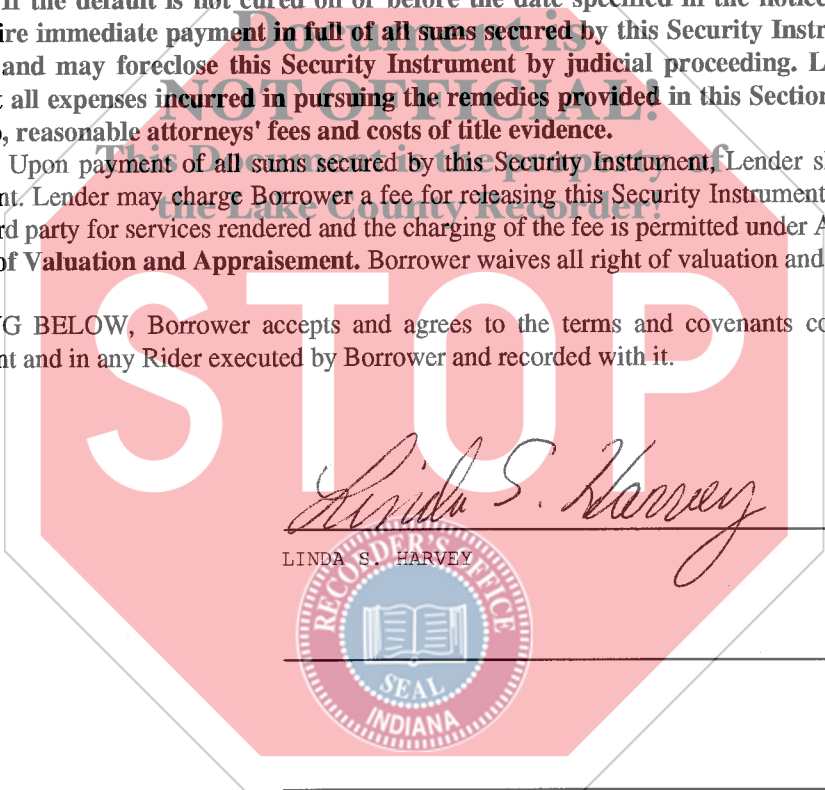 If the default is not cured on or before the date specified in the notice
ire immediate payment in full of all sums secured by this Security Instr
and may foreclose this Security Instrument by judicial proceeding. L
t all expenses incurred in pursuing the remedies provided in this Section
, reasonable attorneys' fees and costs of title evidence.
Upon payment of all sums secured by this Security Instrument, Lender s
nt. Lender may charge Borrower a fee for releasing this Security Instrument
rd party for services rendered and the charging of the fee is permitted under A
of Valuation and Appraisement. Borrower waives all right of valuation and
G BELOW, Borrower accepts and agrees to the terms and covenants co
nt and in any Rider executed by Borrower and recorded with it.
Document is
NOT OFFICIAL!
This Document is the property of
the Lake County Recorder!
STOP
Linda S. Harvey
LINDA S. HARVEY
RECORDER'S OFFICE
SEAL
INDIANA